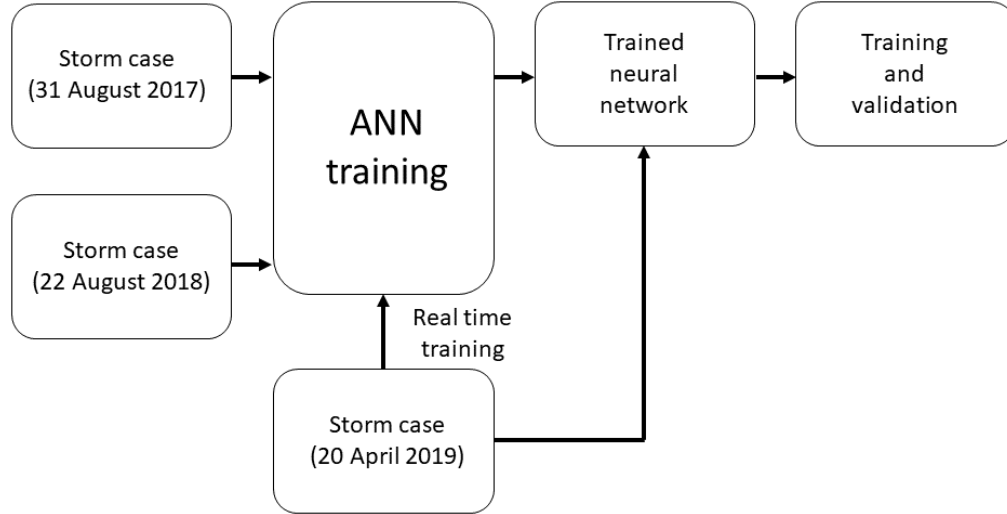 Storm case
(31 August 2017)
ANN
training
Trained
neural
network
Training
and
validation
Storm case
(22 August 2018)
Real time
training
Storm case
(20 April 2019)